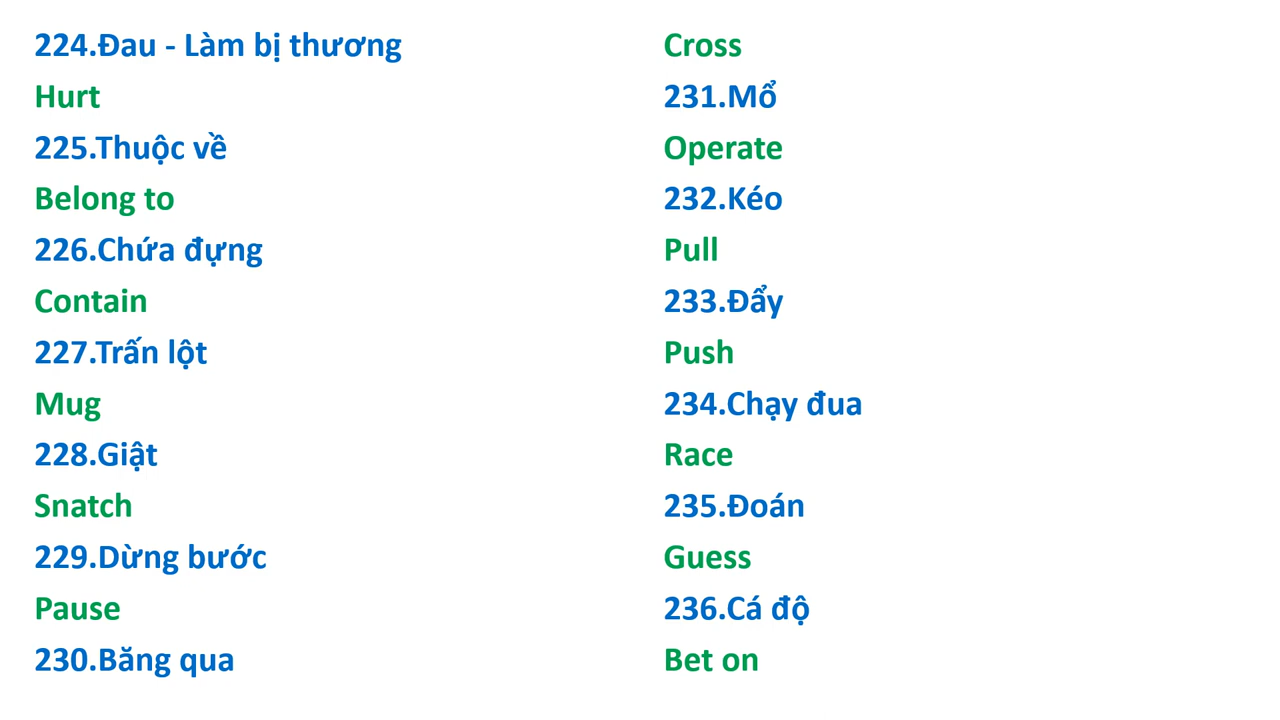 224.Đau - Làm bị thương
Hurt
225.Thuộc về
Belong to
226.Chứa đựng
Contain
227.Trấn lột
Mug
228.Giật
Snatch
229.Dừng bước
Pause
230.Băng qua
Cross
231.Mổ
Operate
232.Kéo
Pull
233.Đẩy
Push
234.Chạy đua
Race
235.Đoán
Guess
236.Cá độ
Bet on